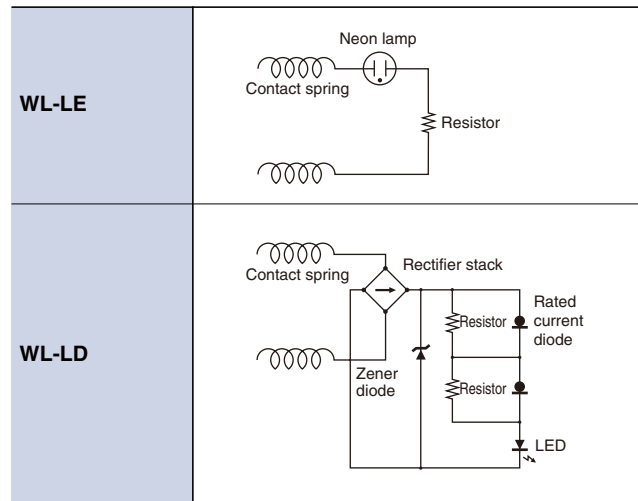 WL-LE
Neon lamp
Contact spring
Resistor
WL-LD
Contact spring
Rectifier stack
Zener
diode
Resistor
Resistor
Rated
current
diode
LED